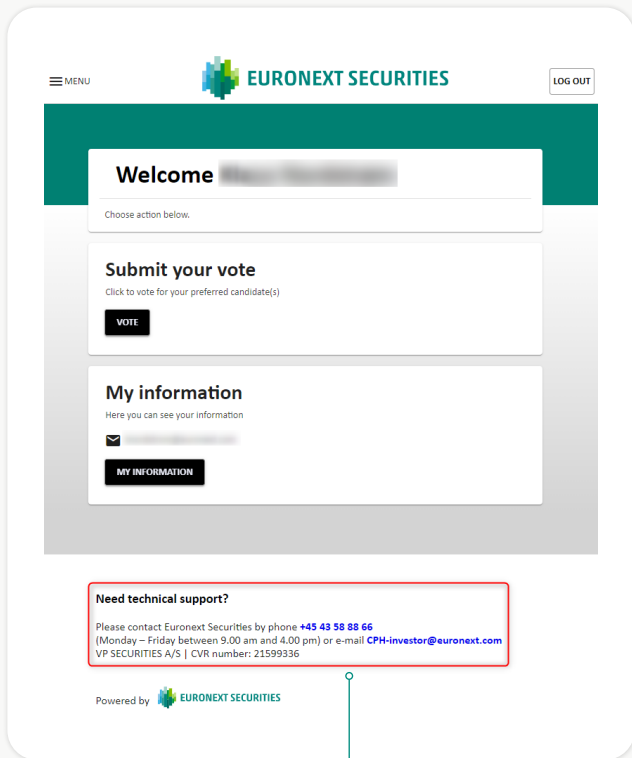 MENU
EURONEXT SECURITIES
LOG OUT
Welcome
Choose action below.
Submit your vote
Click to vote for your preferred candidate(s)
VOTE
My information
Here you can see your information
MY INFORMATION
Need technical support?
Please contact Euronext Securities by phone +45 43 58 88 66
(Monday – Friday between 9.00 am and 4.00 pm) or e-mail CPH-investor@euronext.com
VP SECURITIES A/S | CVR number: 21599336
Powered by EURONEXT SECURITIES